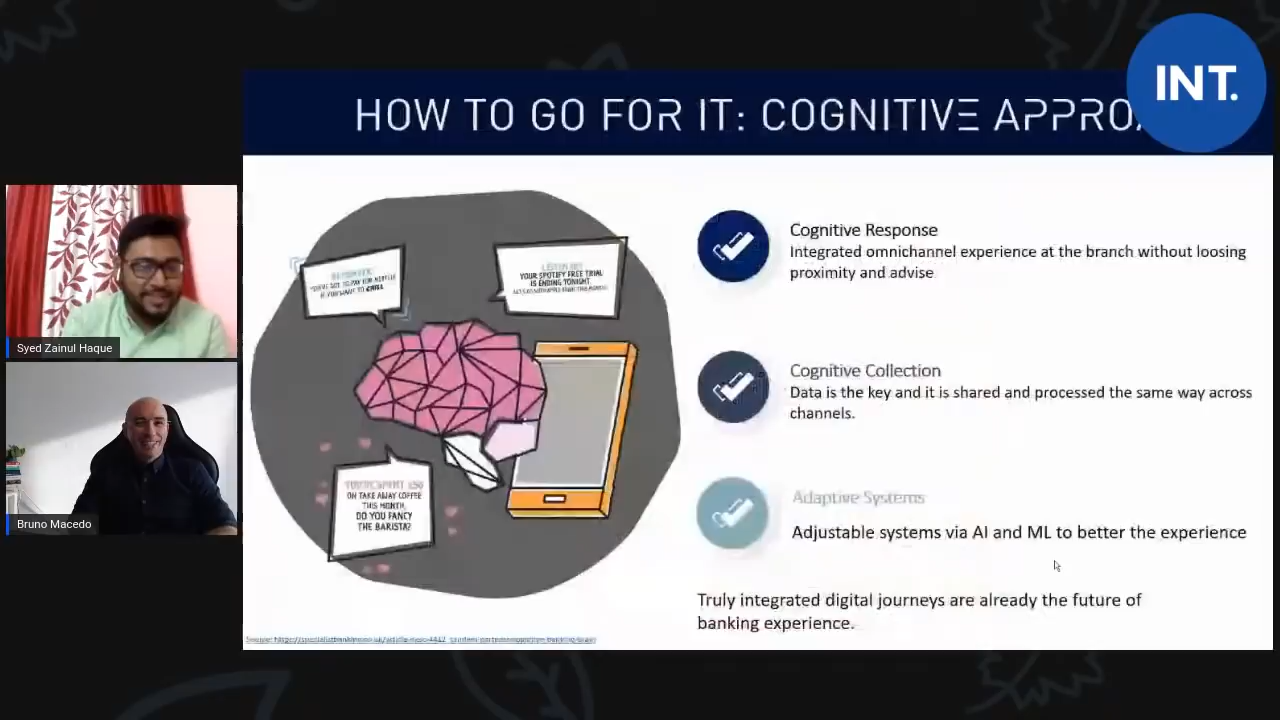 INT.
HOW TO GO FOR IT: COGNITIVE APPRO
Syed Zainul Haque
Bruno Macedo
YOUR SPOTIFY FREE TRIAL
IS ENDING TONIGHT
ON TAKE AWAY COFFEE
THIS MONTH,
DO YOU FANCY
THE BARISTA?
Cognitive Response
Integrated omnichannel experience at the branch without loosing
proximity and advise
Cognitive Collection
Data is the key and it is shared and processed the same way across
channels.
Adaptive Systems
Adjustable systems via AI and ML to better the experience
Truly integrated digital journeys are already the future of
banking experience.